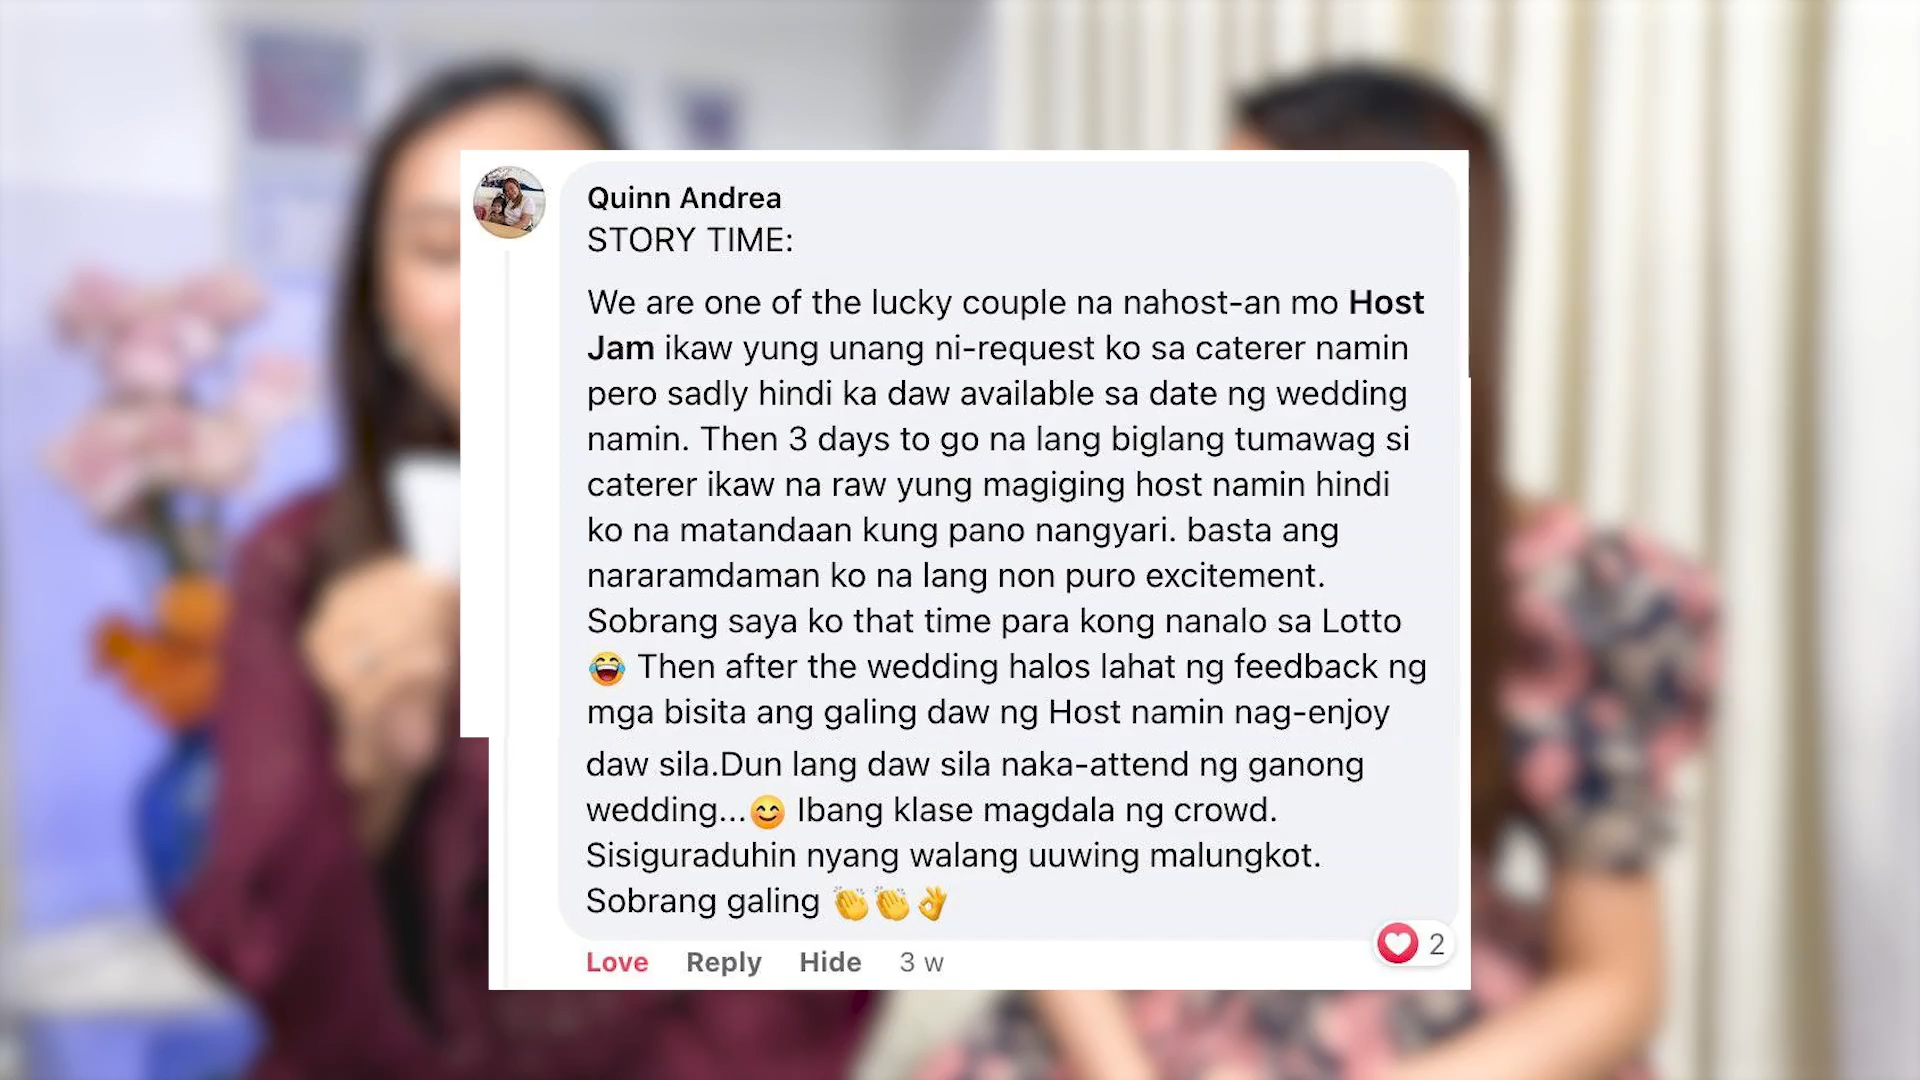 Quinn Andrea
STORY TIME:
We are one of the lucky couple na nahost-an mo Host
Jam ikaw yung unang ni-request ko sa caterer namin
pero sadly hindi ka daw available sa date ng wedding
namin. Then 3 days to go na lang biglang tumawag si
caterer ikaw na raw yung magiging host namin hindi
ko na matandaan kung pano nangyari. basta ang
nararamdaman ko na lang non puro excitement.
Sobrang saya ko that time para kong nanalo sa Lotto
😂 Then after the wedding halos lahat ng feedback ng
mga bisita ang galing daw ng Host namin nag-enjoy
daw sila.Dun lang daw sila naka-attend ng ganong
wedding...😊 Ibang klase magdala ng crowd.
Sisiguraduhin nyang walang uuwing malungkot.
Sobrang galing 👏👏👌
2
Love Reply Hide 3 w